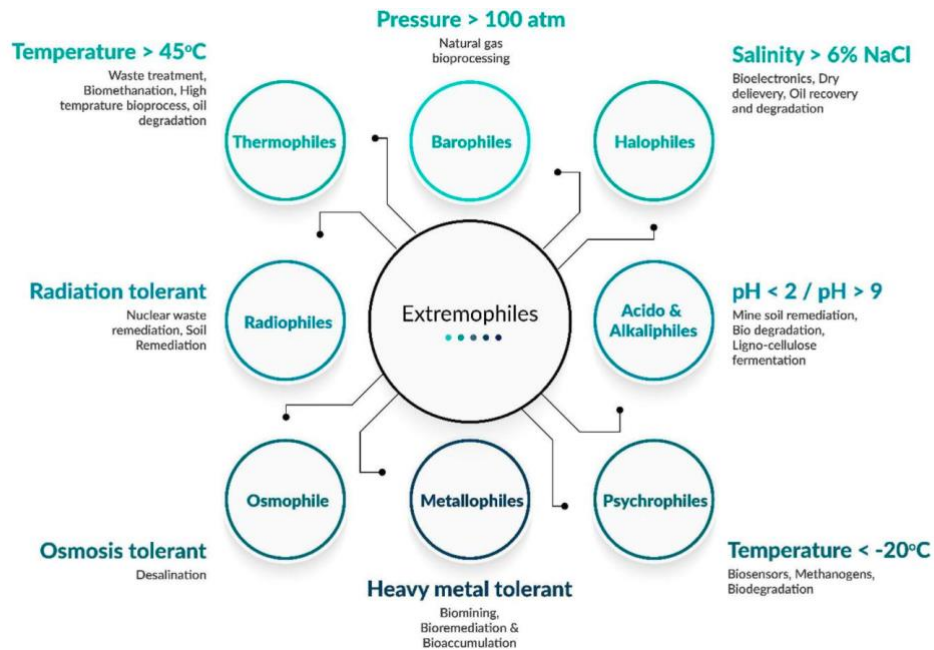 Pressure > 100 atm
Natural gas
bioprocessing
Temperature > 45°C
Waste treatment,
Biomethanation, High
temprature bioprocess, oil
degradation
Salinity > 6% NaCl
Bioelectronics, Dry
delievery, Oil recovery
and degradation
Thermophiles
Barophiles
Halophiles
Radiation tolerant
Nuclear waste
remediation, Soil
Remediation
Radiophiles
Extremophiles
Acido &
Alkaliphiles
pH < 2 / pH > 9
Mine soil remediation,
Bio degradation,
Ligno-cellulose
fermentation
Osmophile
Metallophiles
Psychrophiles
Osmosis tolerant
Desalination
Heavy metal tolerant
Biomining,
Bioremediation &
Bioaccumulation
Temperature < -20°C
Biosensors, Methanogens,
Biodegradation